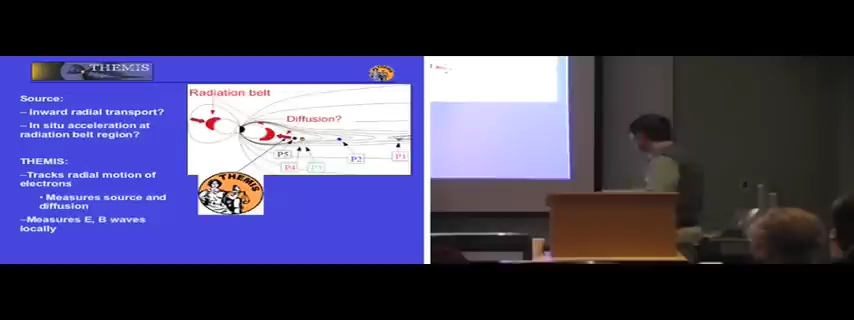 THEMIS
Source:
– Inward radial transport?
– In situ acceleration at
radiation belt region?
THEMIS:
–Tracks radial motion of
electrons
• Measures source and
diffusion
–Measures E, B waves
locally
Radiation belt
Diffusion?
P5
P4
P3
P2
P1
THEMIS